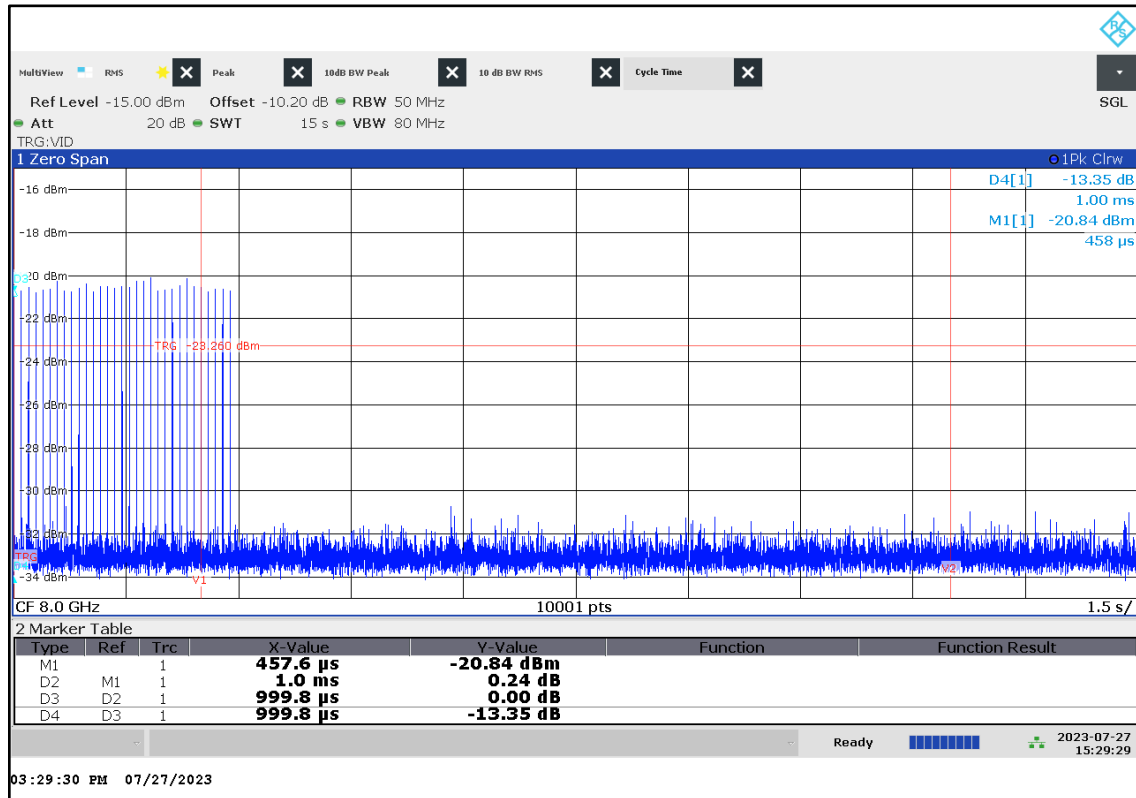 R&S
MultiView RMS Peak 10dB BW Peak 10 dB BW RMS Cycle Time
Ref Level -15.00 dBm Offset -10.20 dB RBW 50 MHz
SGL
Att 20 dB SWT 15 s VBW 80 MHz
TRG:VID
1 Zero Span 1Pk Clrw
D4[1] -13.35 dB
1.00 ms
M1[1] -20.84 dBm
458 µs
-16 dBm
-18 dBm
D3
-20 dBm
-22 dBm
TRG -23.260 dBm
-24 dBm
-26 dBm
-28 dBm
-30 dBm
-32 dBm
TRG
-34 dBm
V1
V2
CF 8.0 GHz 10001 pts 1.5 s/
2 Marker Table
Type Ref Trc X-Value Y-Value Function Function Result
M1 1 457.6 µs -20.84 dBm
D2 M1 1 1.0 ms 0.24 dB
D3 D2 1 999.8 µs 0.00 dB
D4 D3 1 999.8 µs -13.35 dB
Ready 2023-07-27
15:29:29
03:29:30 PM 07/27/2023